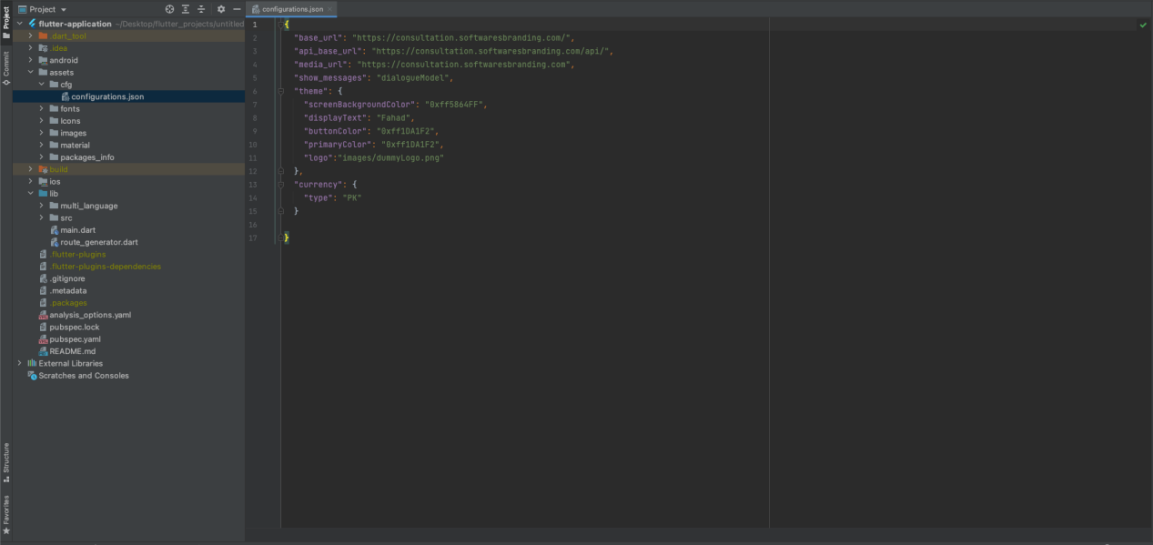 Project
configurations.json
Project
flutter-application ~/Desktop/flutter_projects/untitled
.dart_tool
.idea
android
assets
cfg
configurations.json
fonts
Icons
images
material
packages_info
build
ios
lib
multi_language
src
main.dart
route_generator.dart
.flutter-plugins
.flutter-plugins-dependencies
.gitignore
.metadata
.packages
analysis_options.yaml
pubspec.lock
pubspec.yaml
README.md
External Libraries
Scratches and Consoles
Commit
Structure
Favorites
1 {
2 "base_url": "https://consultation.softwaresbranding.com/",
3 "api_base_url": "https://consultation.softwaresbranding.com/api/",
4 "media_url": "https://consultation.softwaresbranding.com",
5 "show_messages": "dialogueModel",
6 "theme": {
7 "screenBackgroundColor": "0xff5B64FF",
8 "displayText": "Fahad",
9 "buttonColor": "0xff1DA1F2",
10 "primaryColor": "0xff1DA1F2",
11 "logo":"images/dummyLogo.png"
12 },
13 "currency": {
14 "type": "PK"
15 }
16
17 }